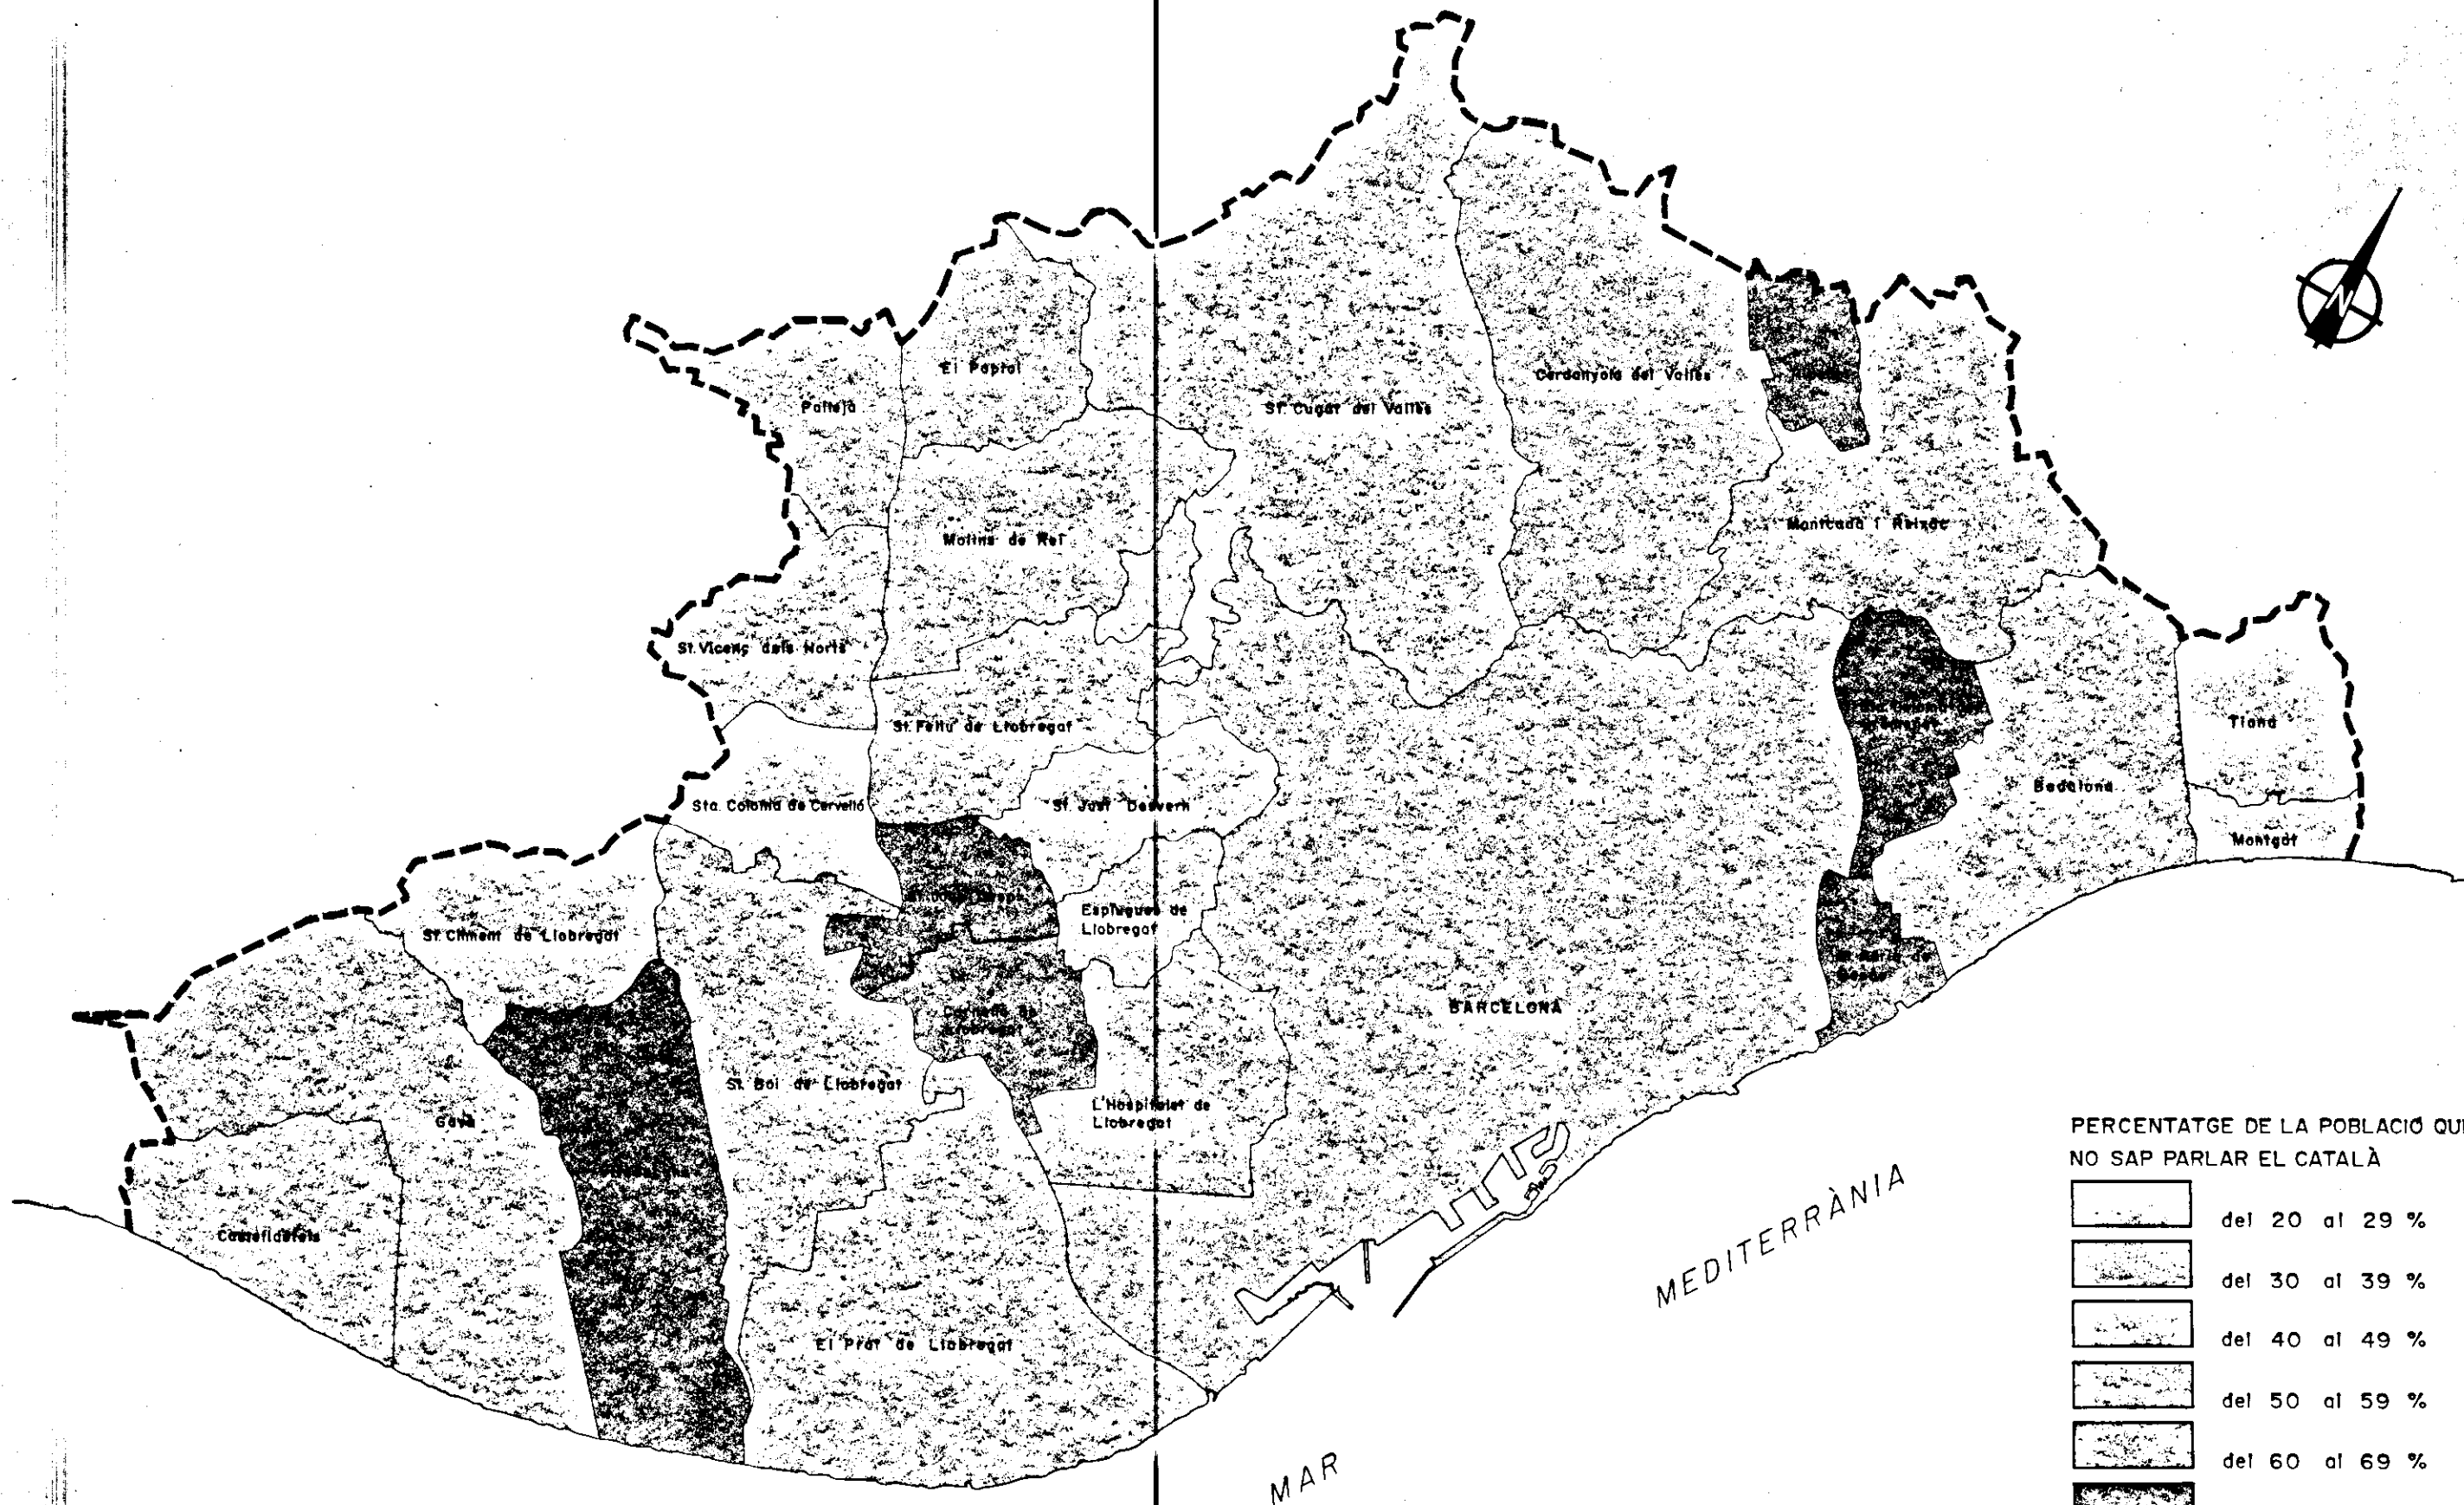 El Papiol
Pallejà
St. Cugat del Vallès
Cerdanyola del Vallès
N
Molins de Rei
Montcada i Reixac
St. Vicenç dels Horts
St. Feliu de Llobregat
Tiana
Badalona
Sta. Coloma de Cervelló
St. Just Desvern
Montgat
Esplugues de
Llobregat
St. Climent de Llobregat
BARCELONA
Cornellà de
Llobregat
St. Boi de Llobregat
L'Hospitalet de
Llobregat
Gavà
Castelldefels
El Prat de Llobregat
MAR
MEDITERRÀNIA
PERCENTATGE DE LA POBLACIÓ
NO SAP PARLAR EL CATALÀ
del 20 al 29 %
del 30 al 39 %
del 40 al 49 %
del 50 al 59 %
del 60 al 69 %